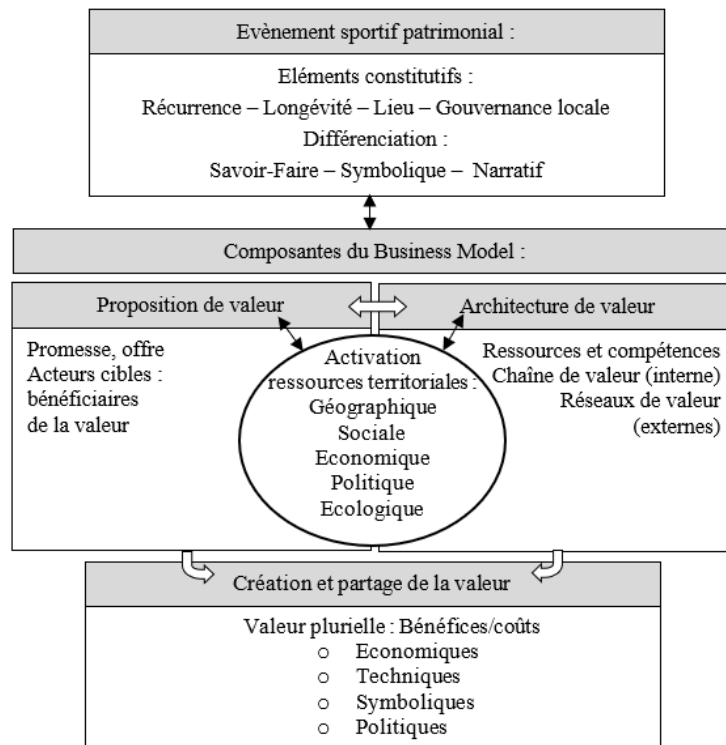 Evènement sportif patrimonial :
Eléments constitutifs :
Récurrence – Longévité – Lieu – Gouvernance locale
Différenciation :
Savoir-Faire – Symbolique – Narratif
Composantes du Business Model :
Proposition de valeur
Promesse, offre
Acteurs cibles :
bénéficiaires
de la valeur
Activation
ressources territoriales :
Géographique
Sociale
Economique
Politique
Ecologique
Architecture de valeur
Ressources et compétences
Chaîne de valeur (interne)
Réseaux de valeur
(externes)
Création et partage de la valeur
Valeur plurielle : Bénéfices/coûts
o Economiques
o Techniques
o Symboliques
o Politiques